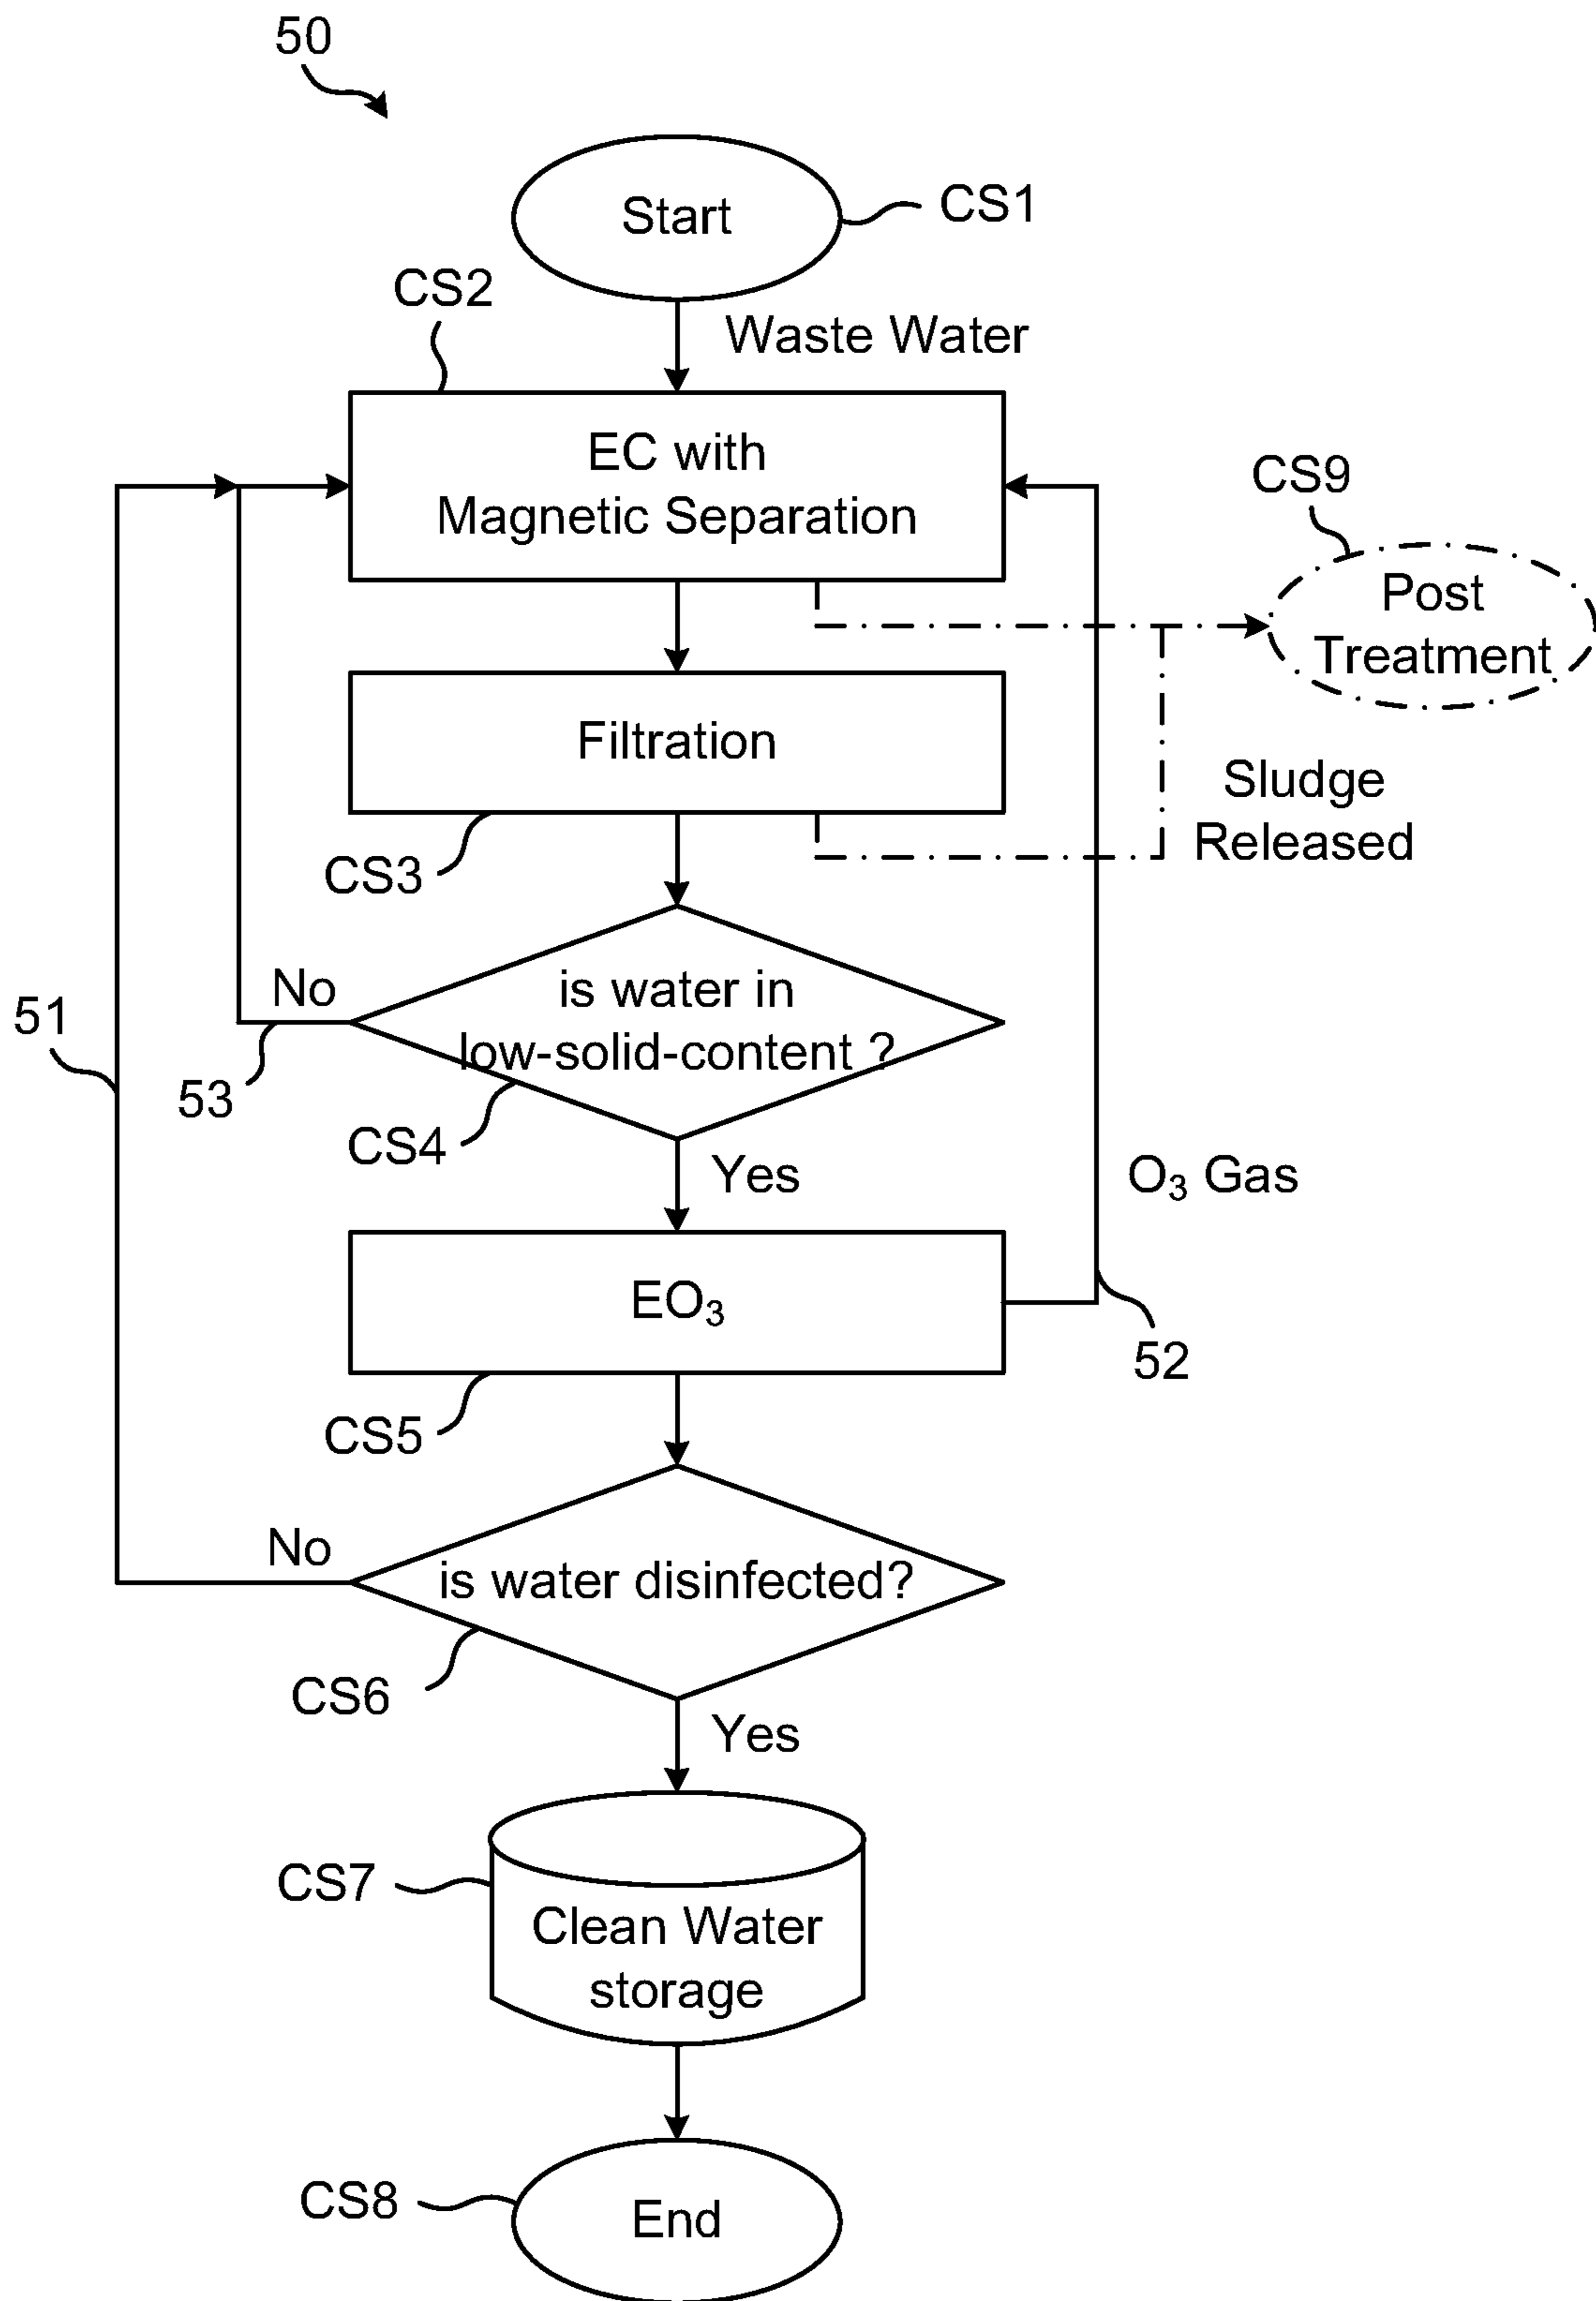 50
Start
CS1
CS2
Waste Water
EC with
Magnetic Separation
CS9
Post
Treatment
Filtration
Sludge
Released
CS3
No
is water in
low-solid-content ?
51
53
CS4
Yes
O₃ Gas
EO₃
52
CS5
No
is water disinfected?
CS6
Yes
CS7
Clean Water
storage
CS8
End